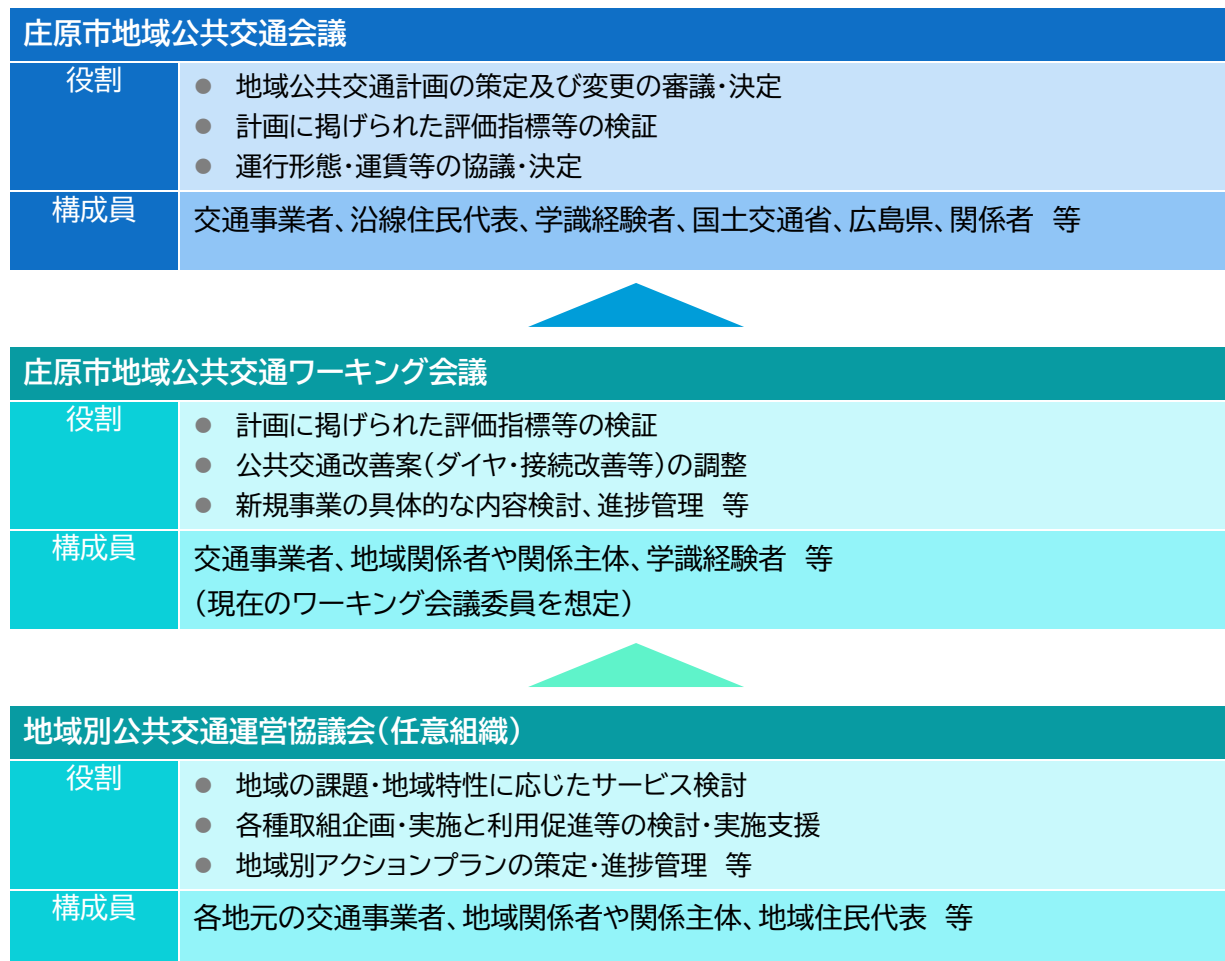 庄原市地域公共交通会議
役割
● 地域公共交通計画の策定及び変更の審議・決定
● 計画に掲げられた評価指標等の検証
● 運行形態・運賃等の協議・決定
構成員
交通事業者、沿線住民代表、学識経験者、国土交通省、広島県、関係者 等
庄原市地域公共交通ワーキング会議
役割
● 計画に掲げられた評価指標等の検証
● 公共交通改善案(ダイヤ・接続改善等)の調整
● 新規事業の具体的な内容検討、進捗管理 等
構成員
交通事業者、地域関係者や関係主体、学識経験者 等
(現在のワーキング会議委員を想定)
地域別公共交通運営協議会(任意組織)
役割
● 地域の課題・地域特性に応じたサービス検討
● 各種取組企画・実施と利用促進等の検討・実施支援
● 地域別アクションプランの策定・進捗管理 等
構成員
各地元の交通事業者、地域関係者や関係主体、地域住民代表 等